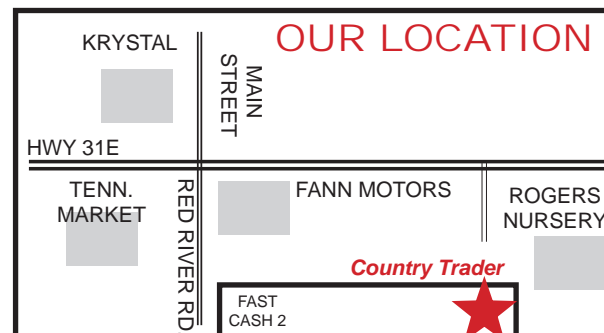 OUR LOCATION
KRYSTAL
MAIN
STREET
HWY 31E
TENN.
MARKET
RED RIVER RD.
FANN MOTORS
ROGERS
NURSERY
Country Trader
FAST
CASH 2